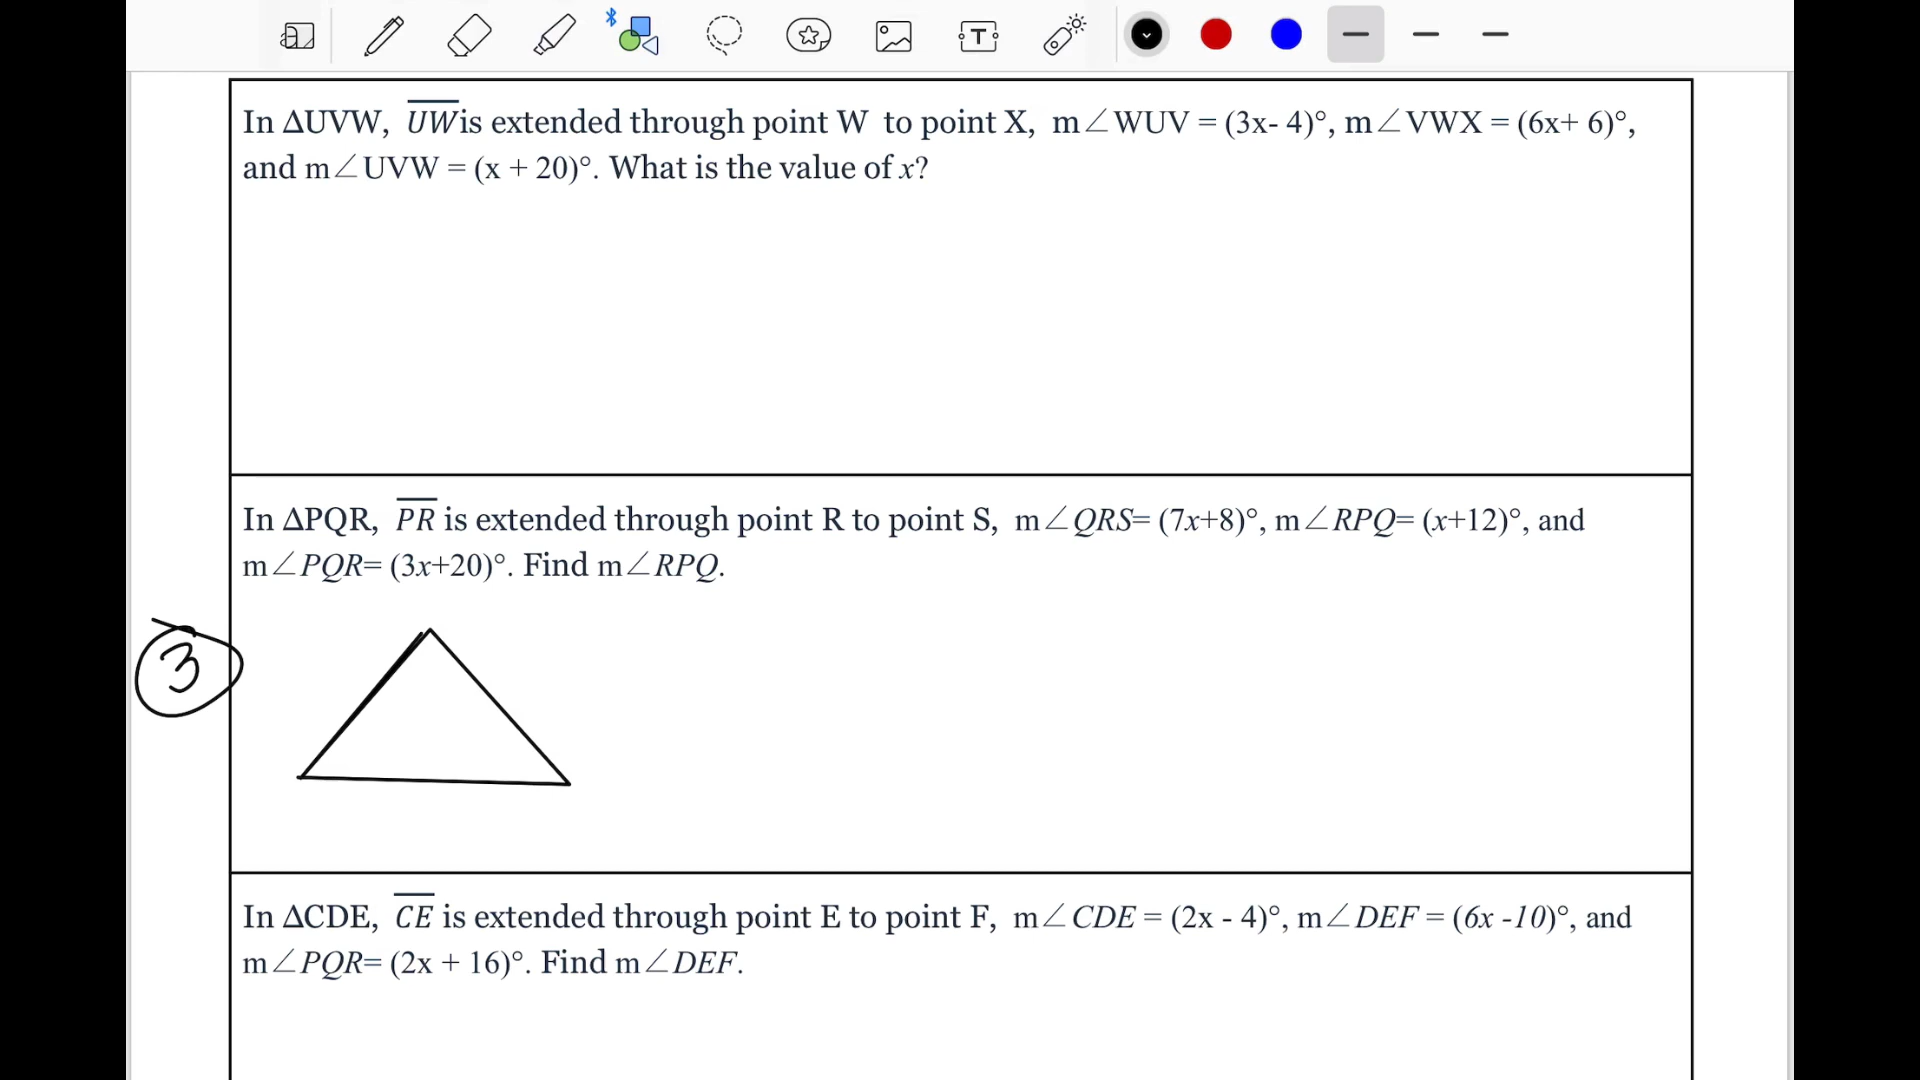 In ΔUVW, UW is extended through point W to point X, m∠WUV = (3x- 4)°, m∠VWX = (6x+ 6)°,
and m∠UVW = (x + 20)°. What is the value of x?
In ΔPQR, PR is extended through point R to point S, m∠QRS= (7x+8)°, m∠RPQ= (x+12)°, and
m∠PQR= (3x+20)°. Find m∠RPQ.
3
In ΔCDE, CE is extended through point E to point F, m∠CDE = (2x - 4)°, m∠DEF = (6x -10)°, and
m∠PQR= (2x + 16)°. Find m∠DEF.